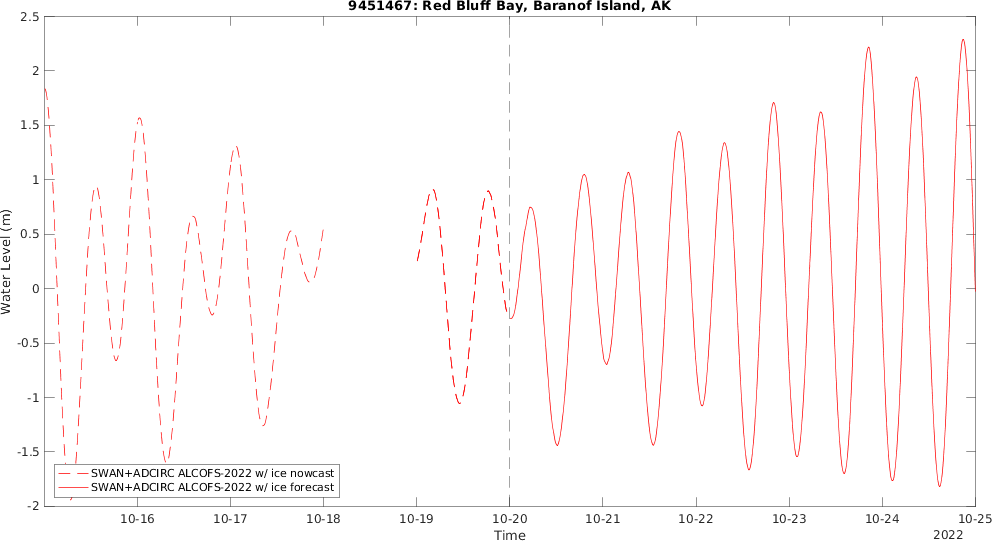 9451467: Red Bluff Bay, Baranof Island, AK
2.5
2
1.5
1
0.5
0
-0.5
-1
-1.5
-2
Water Level (m)
SWAN+ADCIRC ALCOFS-2022 w/ ice nowcast
SWAN+ADCIRC ALCOFS-2022 w/ ice forecast
10-16 10-17 10-18 10-19 10-20 10-21 10-22 10-23 10-24 10-25
Time
2022